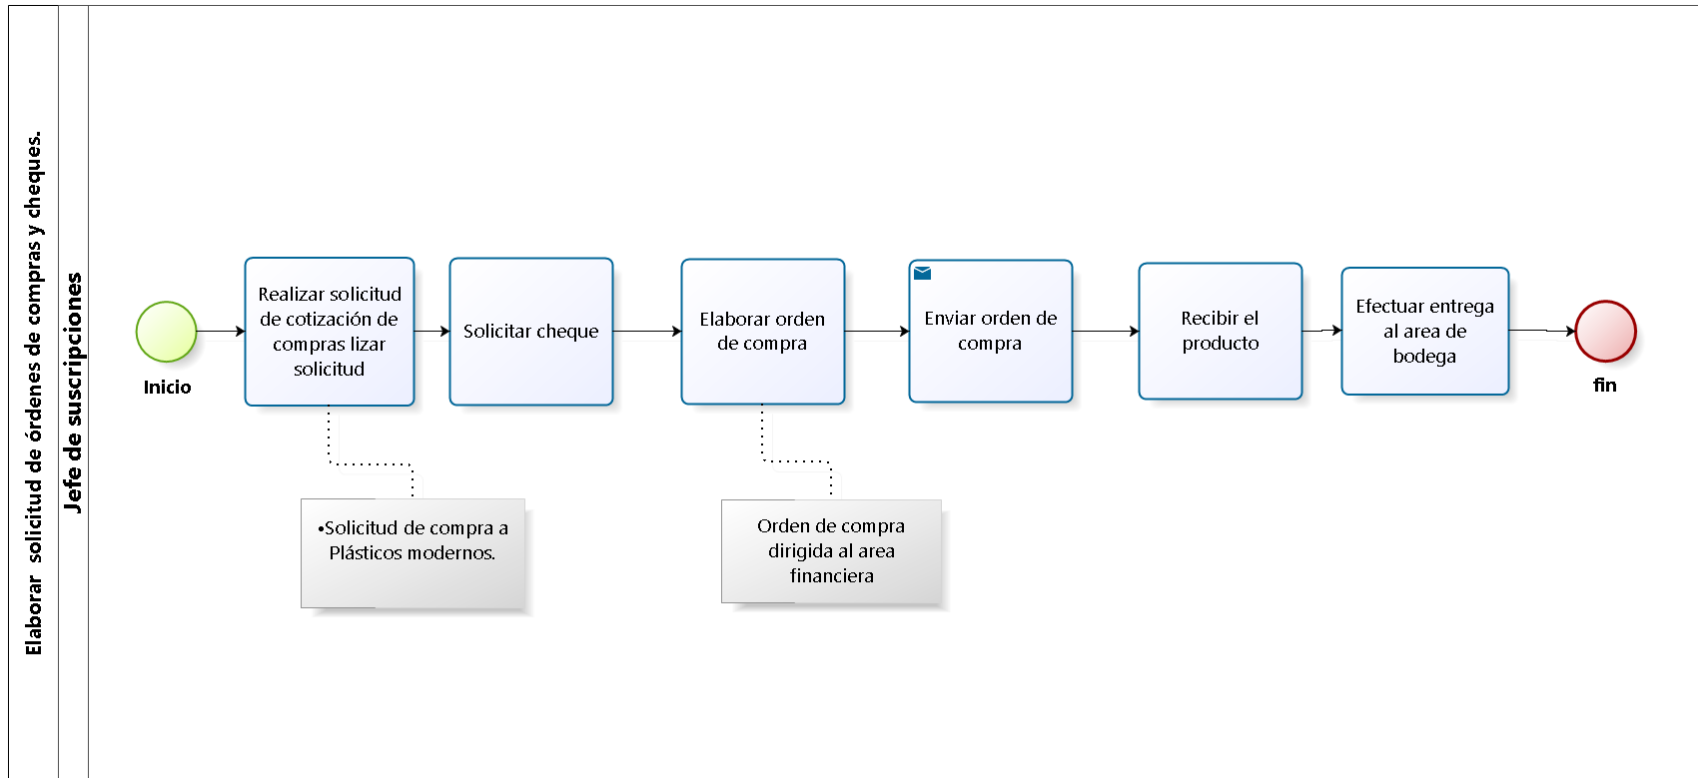 Elaborar solicitud de órdenes de compras y cheques.
Jefe de suscripciones
Inicio
Realizar solicitud
de cotización de
compras lizar
solicitud
Solicitar cheque
Elaborar orden
de compra
Enviar orden de
compra
Recibir el
producto
Efectuar entrega
al area de
bodega
fin
•Solicitud de compra a
Plásticos modernos.
Orden de compra
dirigida al area
financiera